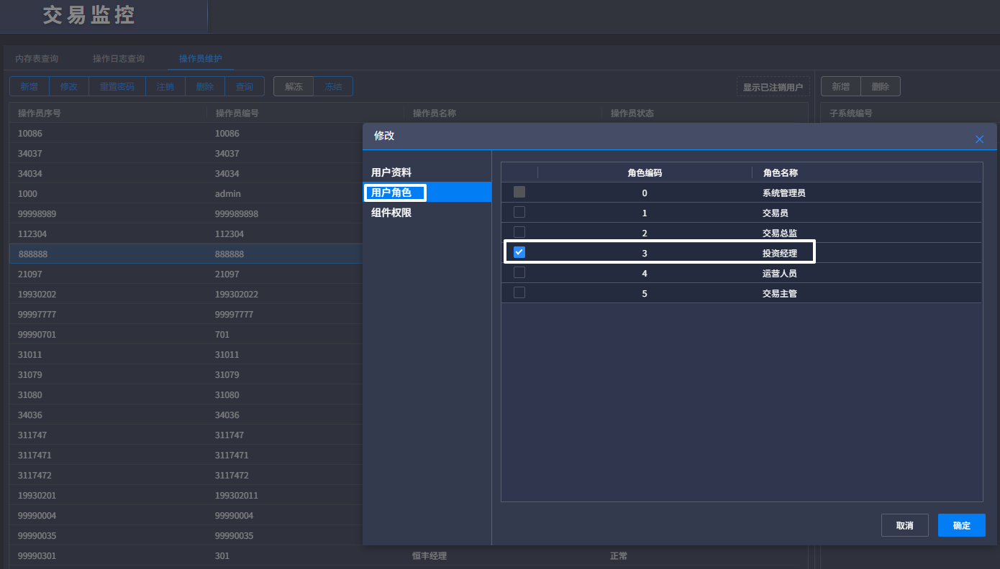 交易监控
内存表查询 操作日志查询 操作员维护
新增 修改 重置密码 注销 删除 查询 解冻 冻结 显示已注销用户 新增 删除
操作员序号 操作员编号 操作员名称 操作员状态 子系统编号
10086 10086
34037 34037
34034 34034
1000 admin
99998989 999989898
112304 112304
888888 888888
21097 21097
19930202 199302022
99997777 99997777
99990701 701
31011 31011
31079 31079
31080 31080
34036 34036
311747 311747
3117471 3117471
3117472 3117472
19930201 199302011
99990004 99990004
99990035 99990035
99990301 301 恒丰经理 正常
修改
用户资料
用户角色
组件权限
角色编码 角色名称
0 系统管理员
1 交易员
2 交易总监
3 投资经理
4 运营人员
5 交易主管
取消 确定